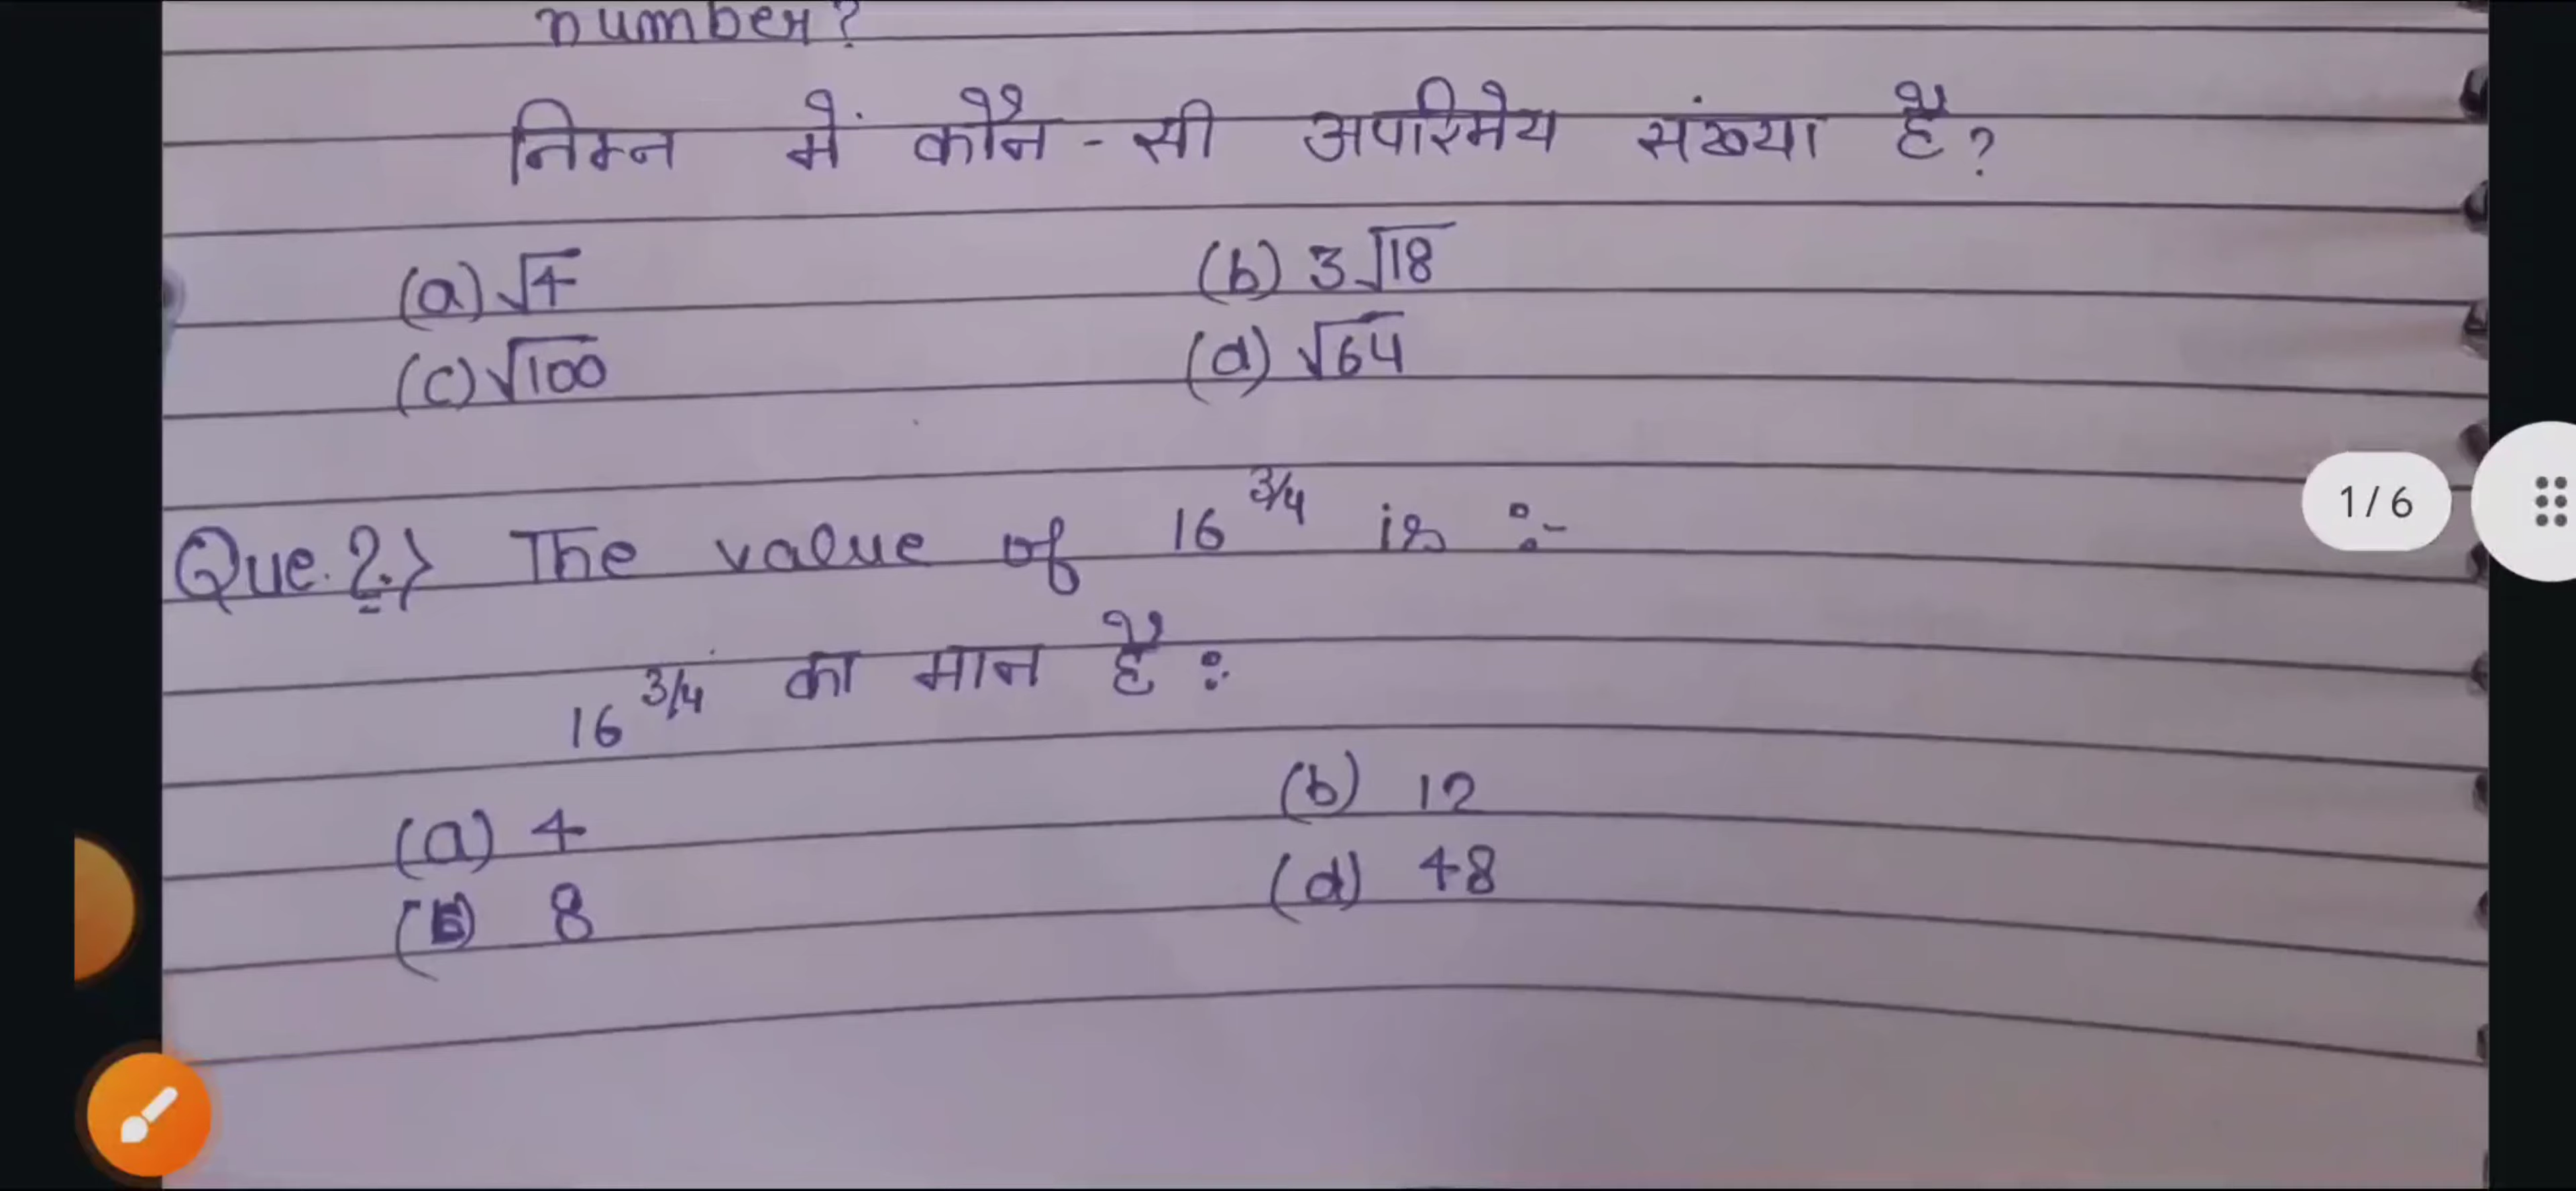 number?
निम्न में कौन-सी अपरिमेय संख्या है?
(a) √4 (b) 3√18
(c) √100 (d) √64
1/6
Que. 2.> The value of 16^3/4 is :-
16^3/4 का मान है :
(a) 4 (b) 12
(c) 8 (d) 48